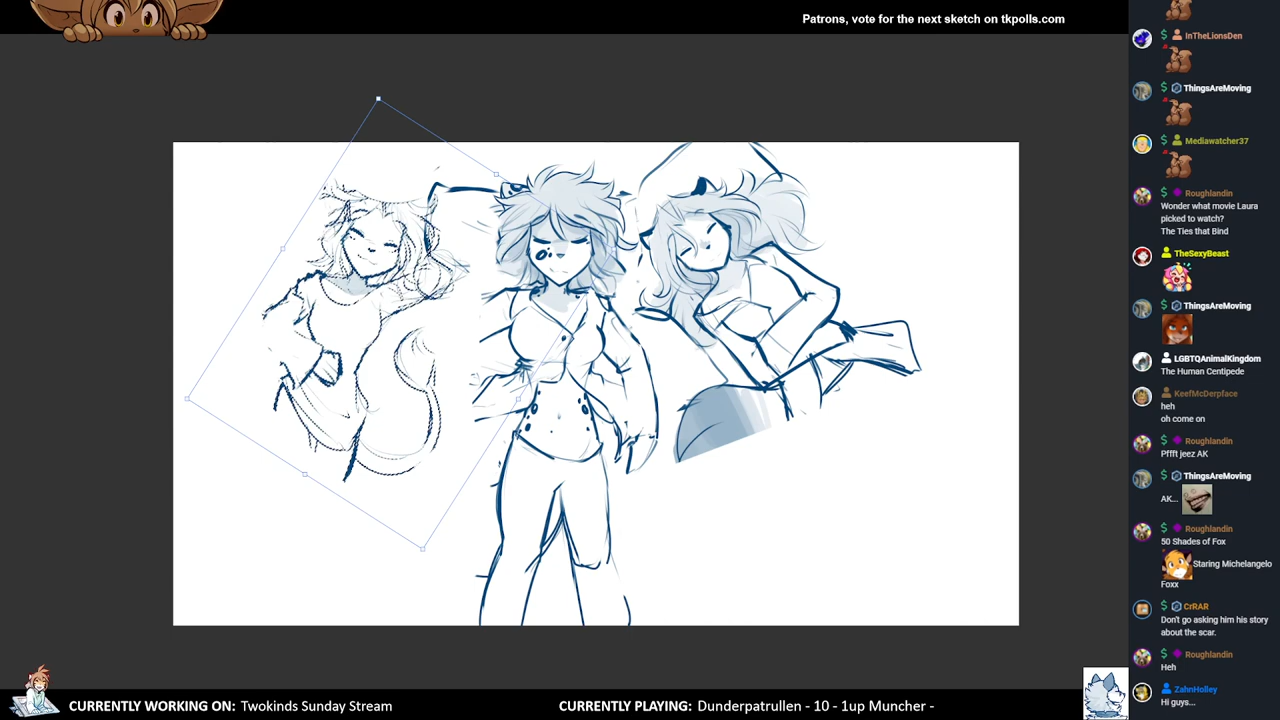 Patrons, vote for the next sketch on tkpolls.com
InTheLionsDen
ThingsAreMoving
Mediawatcher37
Roughlandin
Wonder what movie Laura
picked to watch?
The Ties that Bind
TheSexyBeast
ThingsAreMoving
LGBTQAnimalKingdom
The Human Centipede
KeefMcDerpface
heh
oh come on
Roughlandin
Pffft jeez AK
ThingsAreMoving
AK...
Roughlandin
50 Shades of Fox
Staring Michelangelo
Foxx
CrRAR
Don't go asking him his story
about the scar.
Roughlandin
Heh
ZahnHolley
Hi guys...
CURRENTLY WORKING ON: Twokinds Sunday Stream
CURRENTLY PLAYING: Dunderpatrullen - 10 - 1up Muncher -